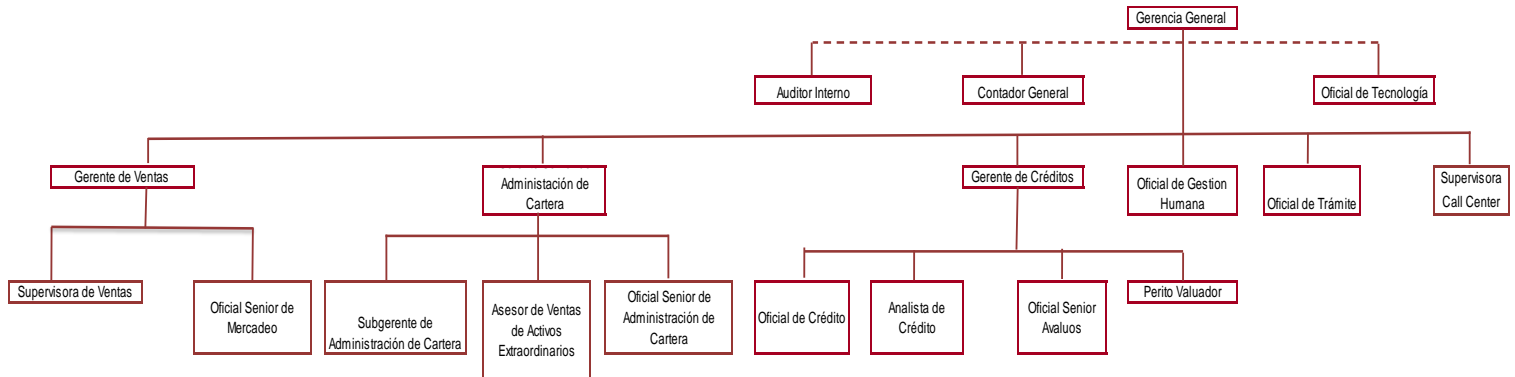 Gerencia General
Auditor Interno
Contador General
Oficial de Tecnología
Gerente de Ventas
Administación de
Cartera
Gerente de Créditos
Oficial de Gestion
Humana
Oficial de Trámite
Supervisora
Call Center
Supervisora de Ventas
Oficial Senior de
Mercadeo
Subgerente de
Administración de Cartera
Asesor de Ventas
de Activos
Extraordinarios
Oficial Senior de
Administración de
Cartera
Oficial de Crédito
Analista de
Crédito
Oficial Senior
Avaluos
Perito Valuador